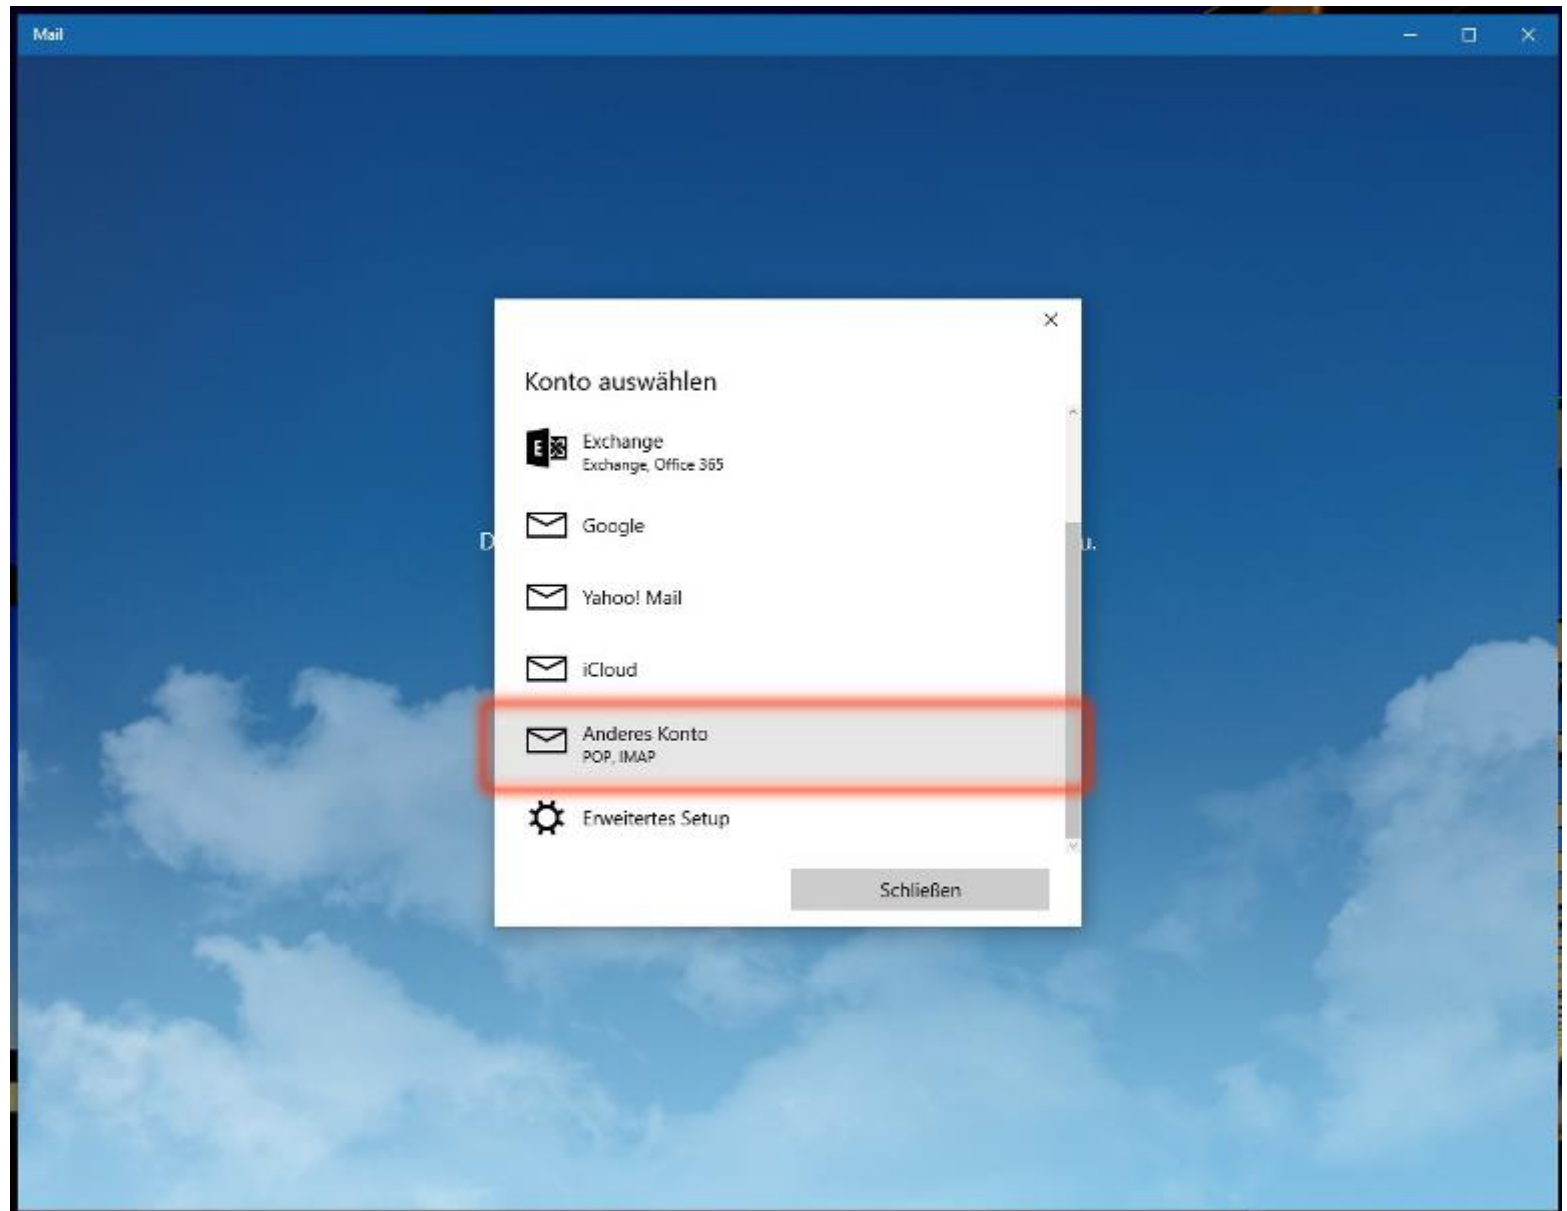 Mail
Konto auswählen
Exchange
Exchange, Office 365
Google
D
u.
Yahoo! Mail
iCloud
Anderes Konto
POP, IMAP
Erweitertes Setup
Schließen